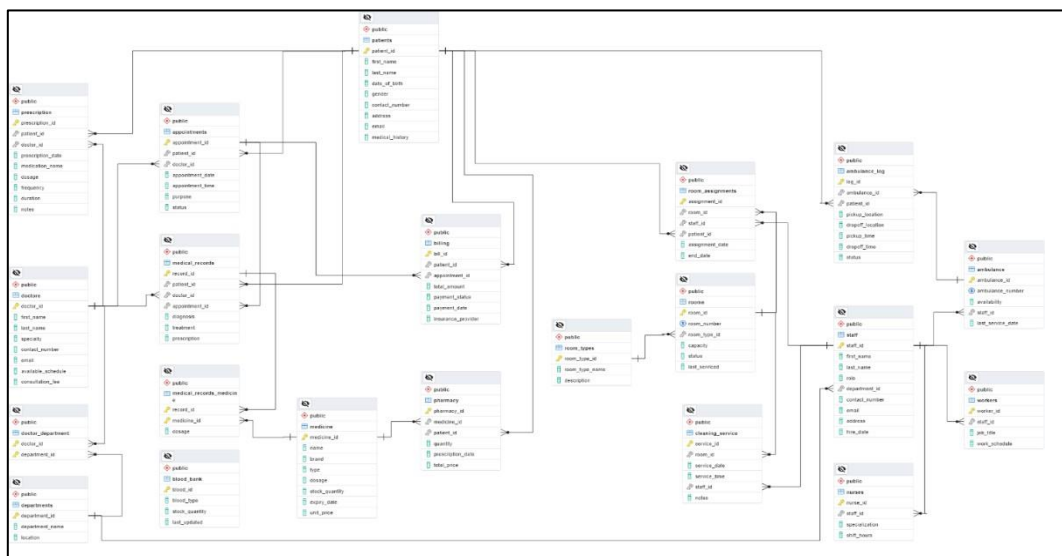 public
patients
patient_id
first_name
last_name
date_of_birth
gender
contact_number
address
email
medical_history
public
prescription
prescription_id
patient_id
doctor_id
prescription_date
medication_name
dosage
frequency
duration
notes
public
appointments
appointment_id
patient_id
doctor_id
appointment_date
appointment_time
purpose
status
public
medical_records
record_id
patient_id
doctor_id
appointment_id
diagnosis
treatment
prescription
public
doctors
doctor_id
first_name
last_name
specialty
contact_number
email
available_schedule
consultation_fee
public
billing
bill_id
patient_id
appointment_id
total_amount
payment_status
payment_date
insurance_provider
public
room_assignments
assignment_id
room_id
staff_id
patient_id
assignment_date
end_date
public
ambulance_log
log_id
ambulance_id
patient_id
pickup_location
dropoff_location
pickup_time
dropoff_time
status
public
ambulance
ambulance_id
ambulance_number
availability
staff_id
last_service_date
public
rooms
room_id
room_number
room_type_id
capacity
status
last_serviced
public
room_types
room_type_id
room_type_name
description
public
staff
staff_id
first_name
last_name
role
department_id
contact_number
email
address
hire_date
public
medical_records_medicin
e
record_id
medicine_id
dosage
public
medicine
medicine_id
name
brand
type
dosage
stock_quantity
expiry_date
unit_price
public
pharmacy
pharmacy_id
medicine_id
patient_id
quantity
prescription_date
total_price
public
workers
worker_id
staff_id
job_title
work_schedule
public
doctor_department
doctor_id
department_id
public
cleaning_service
service_id
room_id
service_date
service_time
staff_id
notes
public
blood_bank
blood_id
blood_type
stock_quantity
last_updated
public
departments
department_id
department_name
location
public
nurses
nurse_id
staff_id
specialization
shift_hours